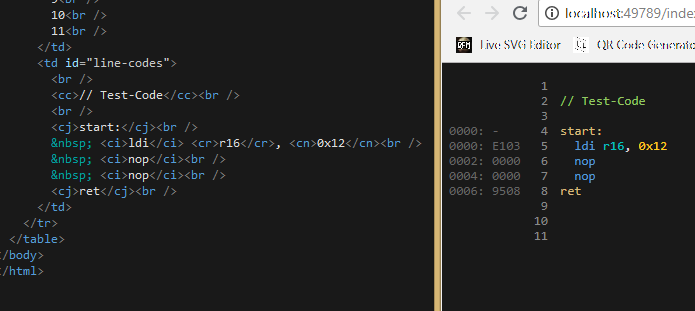 9<br />
10<br />
11<br />
</td>
<td id="line-codes">
<br />
<cc>// Test-Code</cc><br />
<br />
<cj>start:</cj><br />
&nbsp; <ci>ldi</ci> <cr>r16</cr>, <cn>0x12</cn><br />
&nbsp; <ci>nop</ci><br />
&nbsp; <ci>nop</ci><br />
<cj>ret</cj><br />
</td>
</tr>
</table>
</body>
</html>
localhost:49789/index
Live SVG Editor QR Code Generato
1
2 // Test-Code
3
0000: - 4 start:
0000: E103 5 ldi r16, 0x12
0002: 0000 6 nop
0004: 0000 7 nop
0006: 9508 8 ret
9
10
11